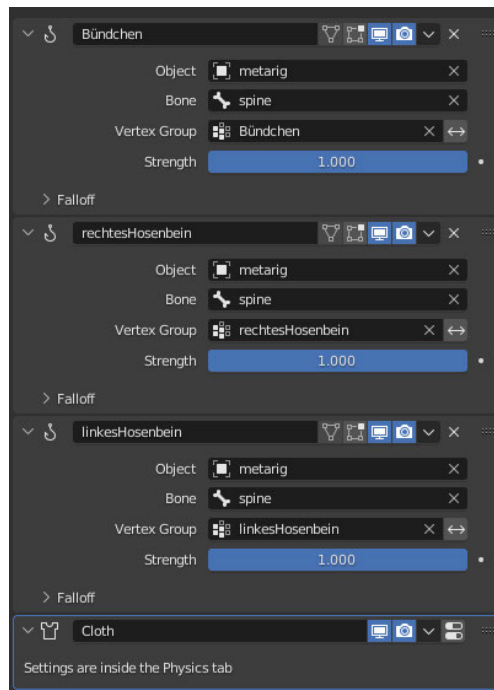 Bündchen
Object metarig
Bone spine
Vertex Group Bündchen
Strength 1.000
Falloff
rechtesHosenbein
Object metarig
Bone spine
Vertex Group rechtesHosenbein
Strength 1.000
Falloff
linkesHosenbein
Object metarig
Bone spine
Vertex Group linkesHosenbein
Strength 1.000
Falloff
Cloth
Settings are inside the Physics tab